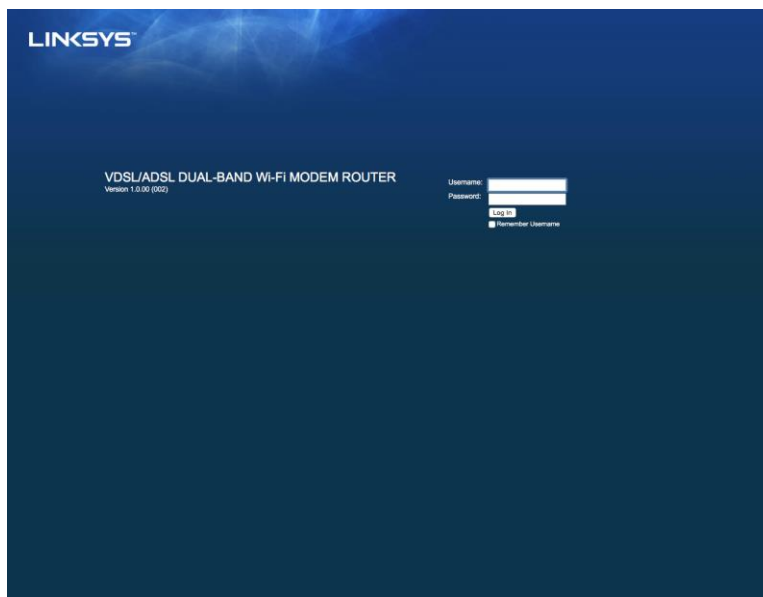 LINKSYS™
VDSL/ADSL DUAL-BAND Wi-Fi MODEM ROUTER
Version 1.0.00 (002)
Username:
Password:
Log In
Remember Username